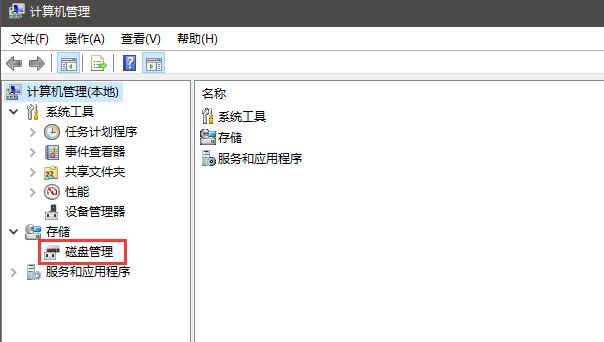 计算机管理
文件(F) 操作(A) 查看(V) 帮助(H)
计算机管理(本地)
系统工具
任务计划程序
事件查看器
共享文件夹
性能
设备管理器
存储
磁盘管理
服务和应用程序
名称
系统工具
存储
服务和应用程序